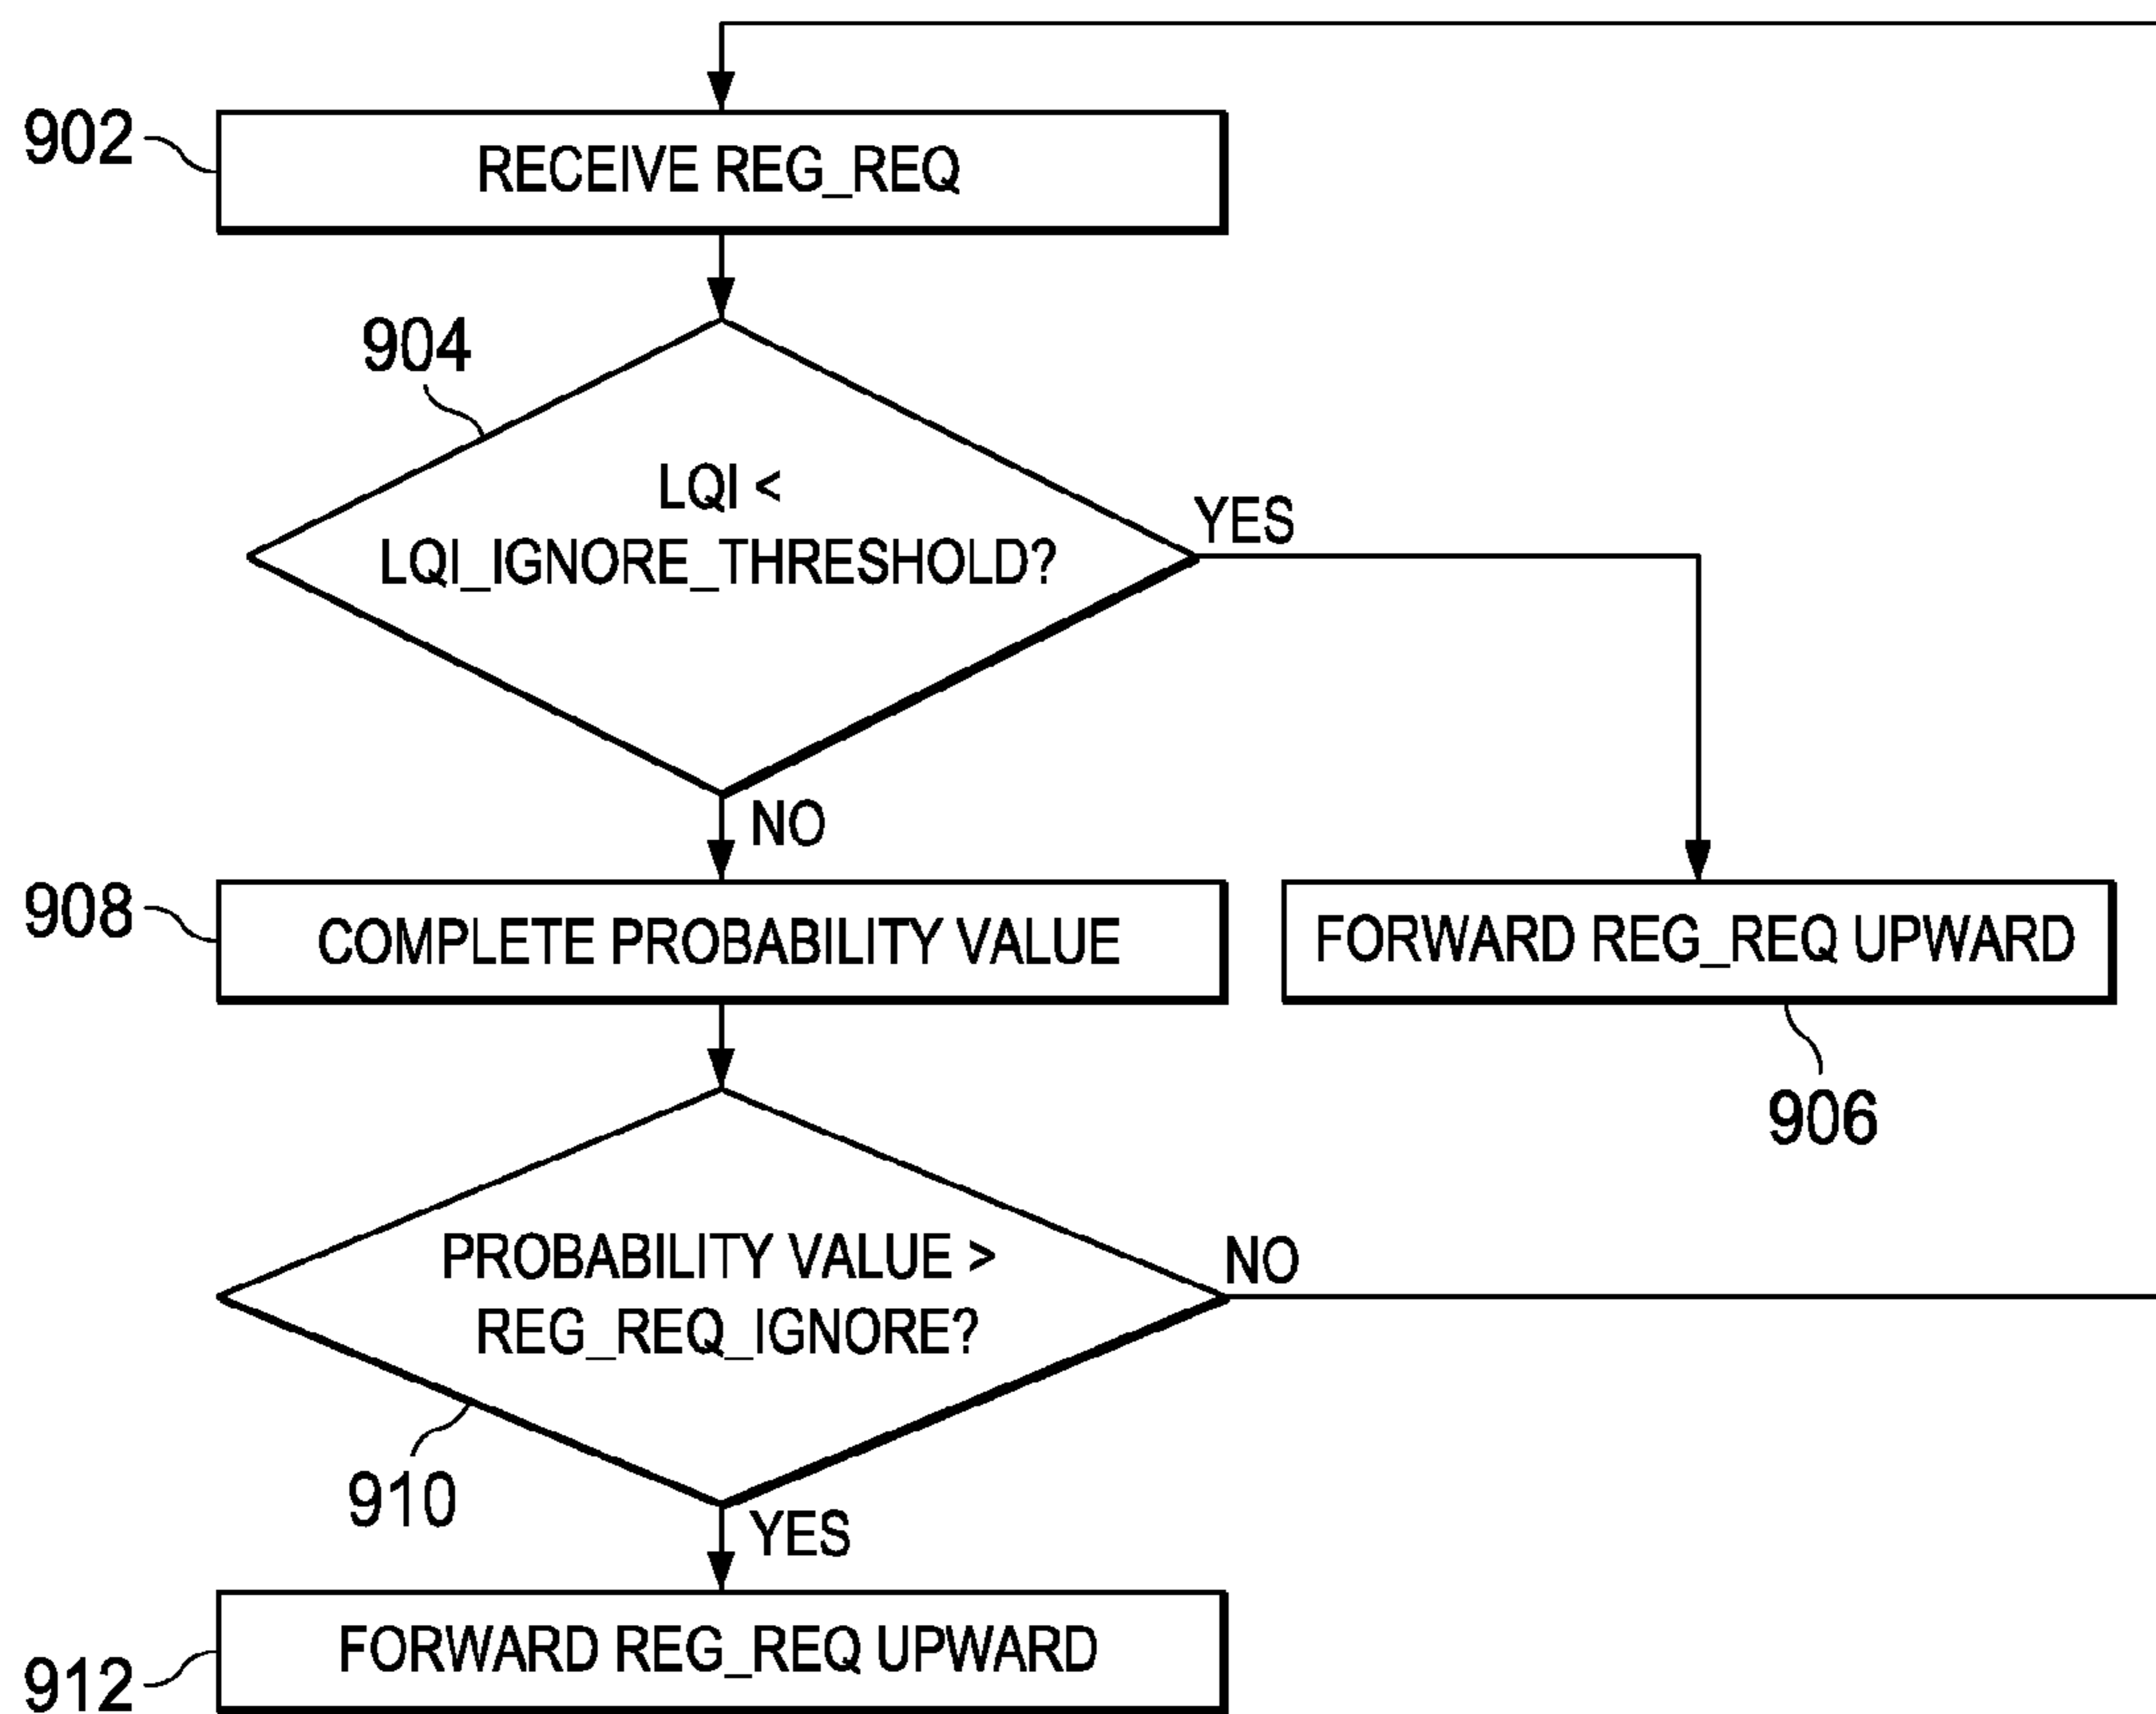 902
RECEIVE REG_REQ
904
LQI <
LQI_IGNORE_THRESHOLD?
YES
NO
908
COMPLETE PROBABILITY VALUE
FORWARD REG_REQ UPWARD
906
PROBABILITY VALUE >
REG_REQ_IGNORE?
NO
910
YES
FORWARD REG_REQ UPWARD
912